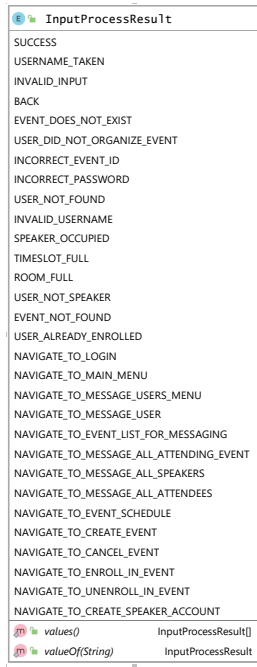 E InputProcessResult
SUCCESS
USERNAME_TAKEN
INVALID_INPUT
BACK
EVENT_DOES_NOT_EXIST
USER_DID_NOT_ORGANIZE_EVENT
INCORRECT_EVENT_ID
INCORRECT_PASSWORD
USER_NOT_FOUND
INVALID_USERNAME
SPEAKER_OCCUPIED
TIMESLOT_FULL
ROOM_FULL
USER_NOT_SPEAKER
EVENT_NOT_FOUND
USER_ALREADY_ENROLLED
NAVIGATE_TO_LOGIN
NAVIGATE_TO_MAIN_MENU
NAVIGATE_TO_MESSAGE_USERS_MENU
NAVIGATE_TO_MESSAGE_USER
NAVIGATE_TO_EVENT_LIST_FOR_MESSAGING
NAVIGATE_TO_MESSAGE_ALL_ATTENDING_EVENT
NAVIGATE_TO_MESSAGE_ALL_SPEAKERS
NAVIGATE_TO_MESSAGE_ALL_ATTENDEES
NAVIGATE_TO_EVENT_SCHEDULE
NAVIGATE_TO_CREATE_EVENT
NAVIGATE_TO_CANCEL_EVENT
NAVIGATE_TO_ENROLL_IN_EVENT
NAVIGATE_TO_UNENROLL_IN_EVENT
NAVIGATE_TO_CREATE_SPEAKER_ACCOUNT
m values() InputProcessResult[]
m valueOf(String) InputProcessResult